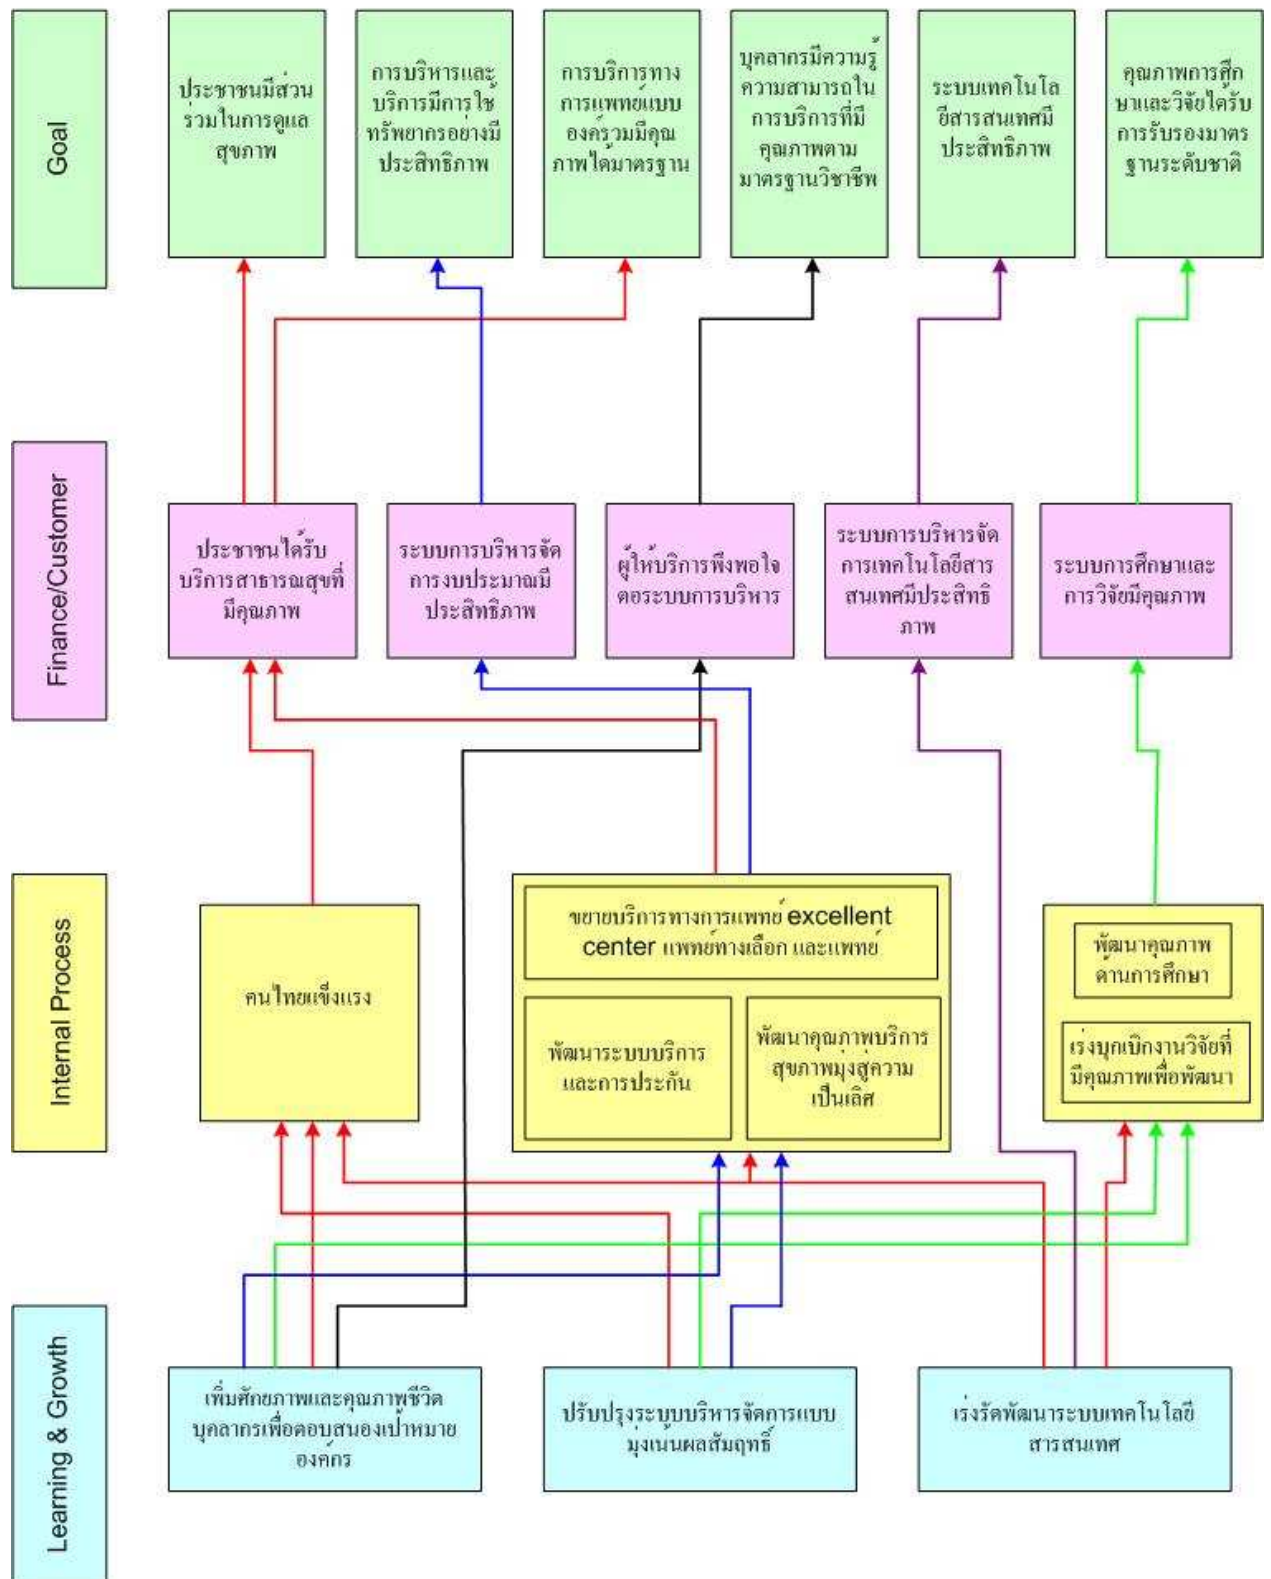 Goal
ประชาชนมีส่วน
ร่วมในการดูแล
สุขภาพ
การบริหารและ
บริการมีการใช้
ทรัพยากรอย่างมี
ประสิทธิภาพ
การบริการทาง
การแพทย์แบบ
องค์รวมมีคุณ
ภาพได้มาตรฐาน
บุคลากรมีความรู้
ความสามารถใน
การบริการที่มี
คุณภาพตาม
มาตรฐานวิชาชีพ
ระบบเทคโนโล
ยีสารสนเทศมี
ประสิทธิภาพ
คุณภาพการศึก
ษาและวิจัยได้รับ
การรับรองมาตร
ฐานระดับชาติ
Finance/Customer
ประชาชนได้รับ
บริการสาธารณสุขที่
มีคุณภาพ
ระบบการบริหารจัด
การงบประมาณมี
ประสิทธิภาพ
ผู้ให้บริการพึงพอใจ
ตอระบบการบริหาร
ระบบการบริหารจัด
การเทคโนโลยีสาร
สนเทศมีประสิทธิ
ภาพ
ระบบการศึกษาและ
การวิจัยมีคุณภาพ
Internal Process
คนไทยแข็งแรง
ขยายบริการทางการแพทย์ excellent
center แพทย์ทางเลือก และแพทย์
พัฒนาระบบบริการ
และการประกัน
พัฒนาคุณภาพบริการ
สุขภาพมุ่งสู่ความ
เป็นเลิศ
พัฒนาคุณภาพ
ด้านการศึกษา
เร่งบุกเบิกงานวิจัยที่
มีคุณภาพเพื่อพัฒนา
Learning & Growth
เพิ่มศักยภาพและคุณภาพชีวิต
บุคลากรเพื่อตอบสนองเป้าหมาย
องค์กร
ปรับปรุงระบบบริหารจัดการแบบ
มุ่งเน้นผลสัมฤทธิ์
เร่งรัดพัฒนาระบบเทคโนโลยี
สารสนเทศ